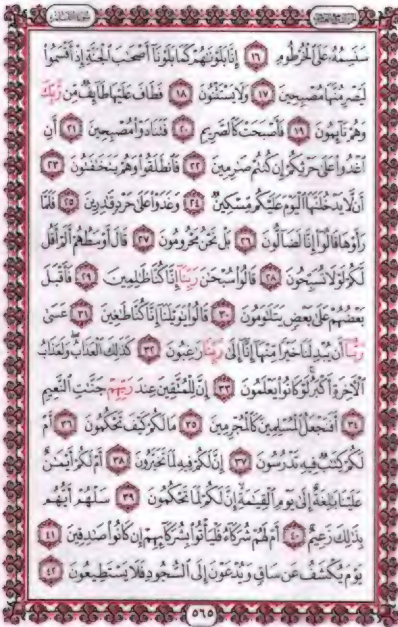 سَنَسِمُهُۥ عَلَى ٱلْخُرْطُومِ ١٦ إِنَّا بَلَوْنَٰهُمْ كَمَا بَلَوْنَآ أَصْحَٰبَ ٱلْجَنَّةِ إِذْ أَقْسَمُوا۟
لَيَصْرِمُنَّهَا مُصْبِحِينَ ١٧ وَلَا يَسْتَثْنُونَ ١٨ فَطَافَ عَلَيْهَا طَآئِفٌ مِّن رَّبِّكَ
وَهُمْ نَآئِمُونَ ١٩ فَأَصْبَحَتْ كَٱلصَّرِيمِ ٢٠ فَتَنَادَوْا۟ مُصْبِحِينَ ٢١ أَنِ
ٱغْدُوا۟ عَلَىٰ حَرْثِكُمْ إِن كُنتُمْ صَٰرِمِينَ ٢٢ فَٱنطَلَقُوا۟ وَهُمْ يَتَخَٰفَتُونَ ٢٣
أَن لَّا يَدْخُلَنَّهَا ٱلْيَوْمَ عَلَيْكُم مِّسْكِينٌ ٢٤ وَغَدَوْا۟ عَلَىٰ حَرْدٍ قَٰدِرِينَ ٢٥ فَلَمَّا
رَأَوْهَا قَالُوٓا۟ إِنَّا لَضَآلُّونَ ٢٦ بَلْ نَحْنُ مَحْرُومُونَ ٢٧ قَالَ أَوْسَطُهُمْ أَلَمْ أَقُل
لَّكُمْ لَوْلَا تُسَبِّحُونَ ٢٨ قَالُوا۟ سُبْحَٰنَ رَبِّنَآ إِنَّا كُنَّا ظَٰلِمِينَ ٢٩ فَأَقْبَلَ
بَعْضُهُمْ عَلَىٰ بَعْضٍ يَتَلَٰوَمُونَ ٣٠ قَالُوا۟ يَٰوَيْلَنَآ إِنَّا كُنَّا طَٰغِينَ ٣١ عَسَىٰ
رَبُّنَآ أَن يُبْدِلَنَا خَيْرًا مِّنْهَآ إِنَّآ إِلَىٰ رَبِّنَا رَٰغِبُونَ ٣٢ كَذَٰلِكَ ٱلْعَذَابُ وَلَعَذَابُ
ٱلْءَاخِرَةِ أَكْبَرُ لَوْ كَانُوا۟ يَعْلَمُونَ ٣٣ إِنَّ لِلْمُتَّقِينَ عِندَ رَبِّهِمْ جَنَّٰتِ ٱلنَّعِيمِ
٣٤ أَفَنَجْعَلُ ٱلْمُسْلِمِينَ كَٱلْمُجْرِمِينَ ٣٥ مَا لَكُمْ كَيْفَ تَحْكُمُونَ ٣٦ أَمْ
لَكُمْ كِتَٰبٌ فِيهِ تَدْرُسُونَ ٣٧ إِنَّ لَكُمْ فِيهِ لَمَا تَخَيَّرُونَ ٣٨ أَمْ لَكُمْ أَيْمَٰنٌ
عَلَيْنَا بَٰلِغَةٌ إِلَىٰ يَوْمِ ٱلْقِيَٰمَةِ إِنَّ لَكُمْ لَمَا تَحْكُمُونَ ٣٩ سَلْهُمْ أَيُّهُم
بِذَٰلِكَ زَعِيمٌ ٤٠ أَمْ لَهُمْ شُرَكَآءُ فَلْيَأْتُوا۟ بِشُرَكَآئِهِمْ إِن كَانُوا۟ صَٰدِقِينَ ٤١
يَوْمَ يُكْشَفُ عَن سَاقٍ وَيُدْعَوْنَ إِلَى ٱلسُّجُودِ فَلَا يَسْتَطِيعُونَ ٤٢
٥٦٥